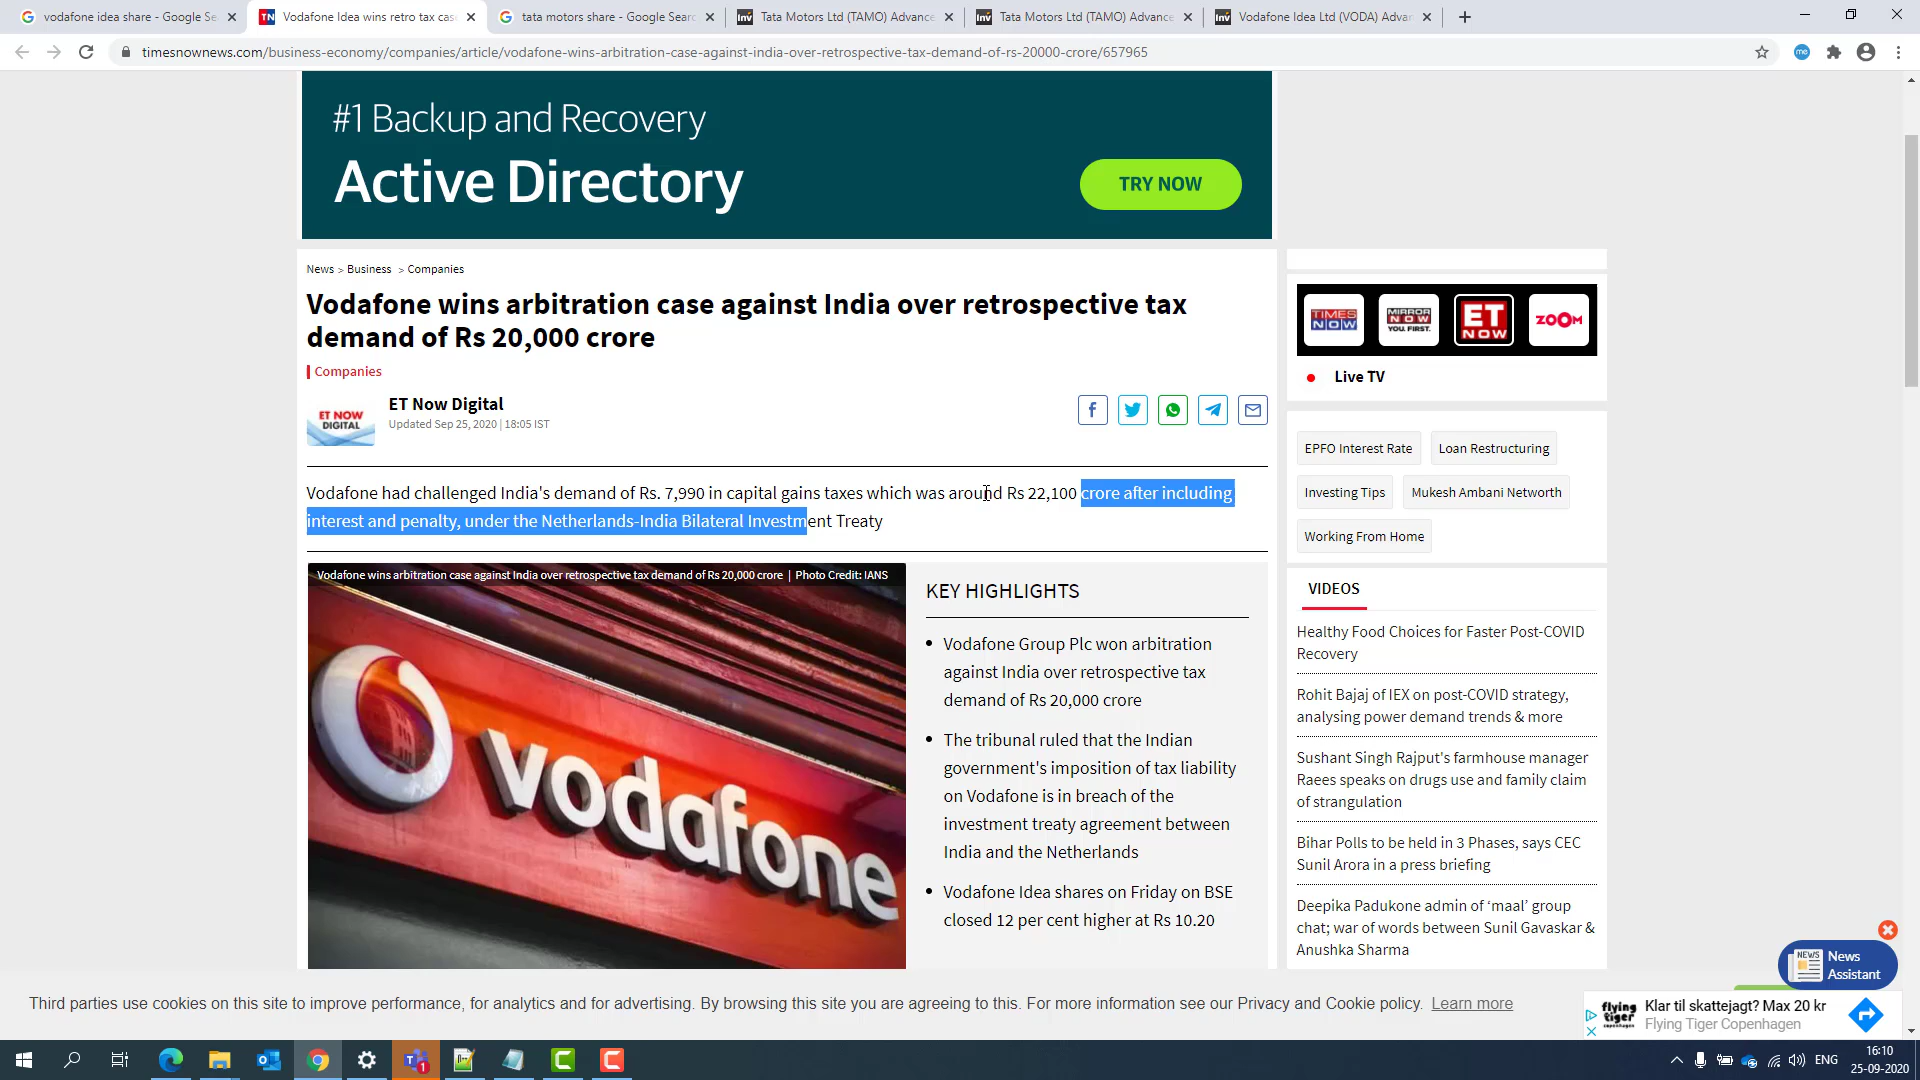 vodafone idea share - Google Se
Vodafone Idea wins retro tax cas
tata motors share - Google Searc
Tata Motors Ltd (TAMO) Advance
Tata Motors Ltd (TAMO) Advance
Vodafone Idea Ltd (VODA) Advan
timesnownews.com/business-economy/companies/article/vodafone-wins-arbitration-case-against-india-over-retrospective-tax-demand-of-rs-20000-crore/657965
#1 Backup and Recovery
Active Directory
TRY NOW
News > Business > Companies
Vodafone wins arbitration case against India over retrospective tax
demand of Rs 20,000 crore
Companies
ET NOW
DIGITAL
ET Now Digital
Updated Sep 25, 2020 | 18:05 IST
Vodafone had challenged India's demand of Rs. 7,990 in capital gains taxes which was around Rs 22,100 crore after including
interest and penalty, under the Netherlands-India Bilateral Investment Treaty
Vodafone wins arbitration case against India over retrospective tax demand of Rs 20,000 crore | Photo Credit: IANS
vodafone
KEY HIGHLIGHTS
Vodafone Group Plc won arbitration
against India over retrospective tax
demand of Rs 20,000 crore
The tribunal ruled that the Indian
government's imposition of tax liability
on Vodafone is in breach of the
investment treaty agreement between
India and the Netherlands
Vodafone Idea shares on Friday on BSE
closed 12 per cent higher at Rs 10.20
TIMES
NOW
MIRROR
NOW
YOU. FIRST.
ET
NOW
ZOOM
Live TV
EPFO Interest Rate
Loan Restructuring
Investing Tips
Mukesh Ambani Networth
Working From Home
VIDEOS
Healthy Food Choices for Faster Post-COVID
Recovery
Rohit Bajaj of IEX on post-COVID strategy,
analysing power demand trends & more
Sushant Singh Rajput's farmhouse manager
Raees speaks on drugs use and family claim
of strangulation
Bihar Polls to be held in 3 Phases, says CEC
Sunil Arora in a press briefing
Deepika Padukone admin of ‘maal’ group
chat; war of words between Sunil Gavaskar &
Anushka Sharma
NEWS
News
Assistant
Third parties use cookies on this site to improve performance, for analytics and for advertising. By browsing this site you are agreeing to this. For more information see our Privacy and Cookie policy. Learn more
flying
tiger
Klar til skattejagt? Max 20 kr
Flying Tiger Copenhagen
ENG
16:10
25-09-2020